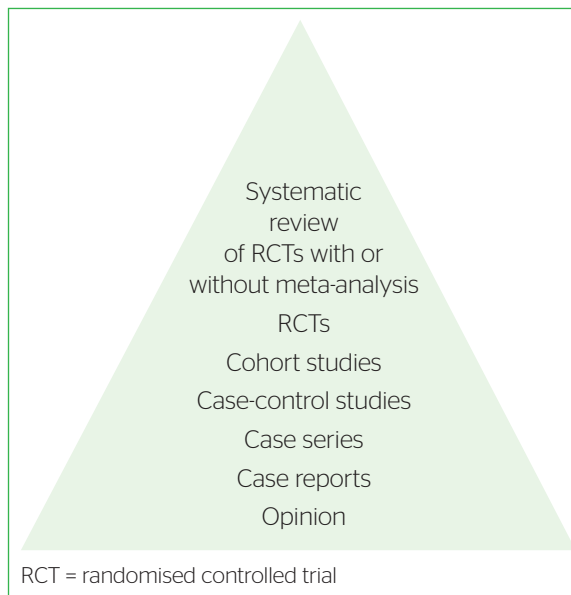 Systematic
review
of RCTs with or
without meta-analysis
RCTs
Cohort studies
Case-control studies
Case series
Case reports
Opinion
RCT = randomised controlled trial